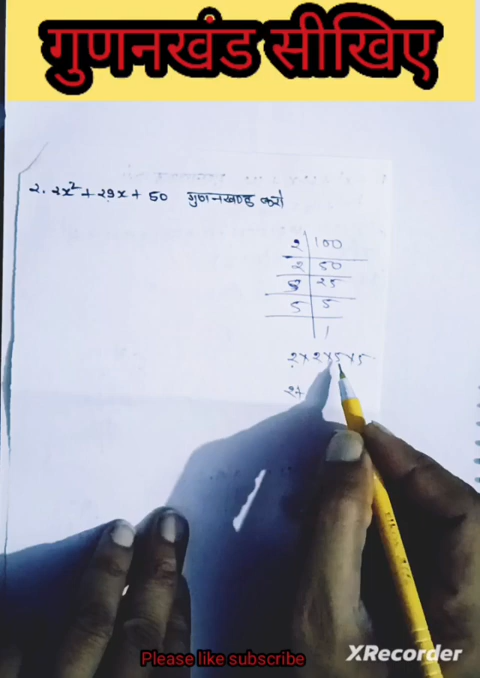 गुणनखंड सीखिए
2. 2x² + 29x + 50 गुणनखण्ड करो
2 | 100
2 | 50
5 | 25
5 | 5
1
2×2×5×5
2+
Please like subscribe
XRecorder